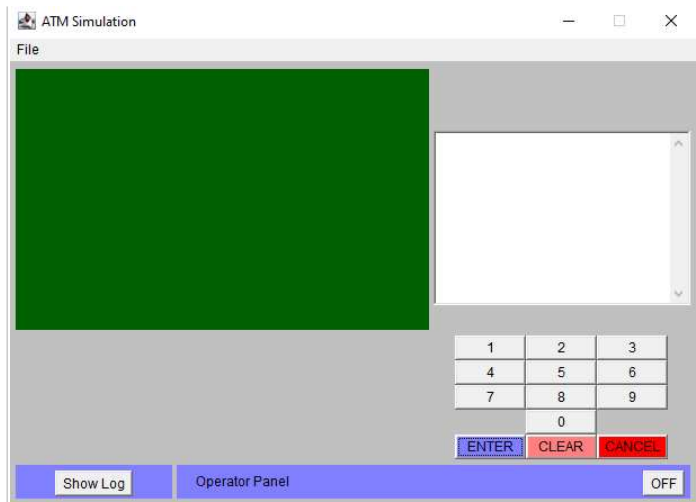 ATM Simulation
File
1 2 3
4 5 6
7 8 9
0
ENTER CLEAR CANCEL
Show Log Operator Panel OFF